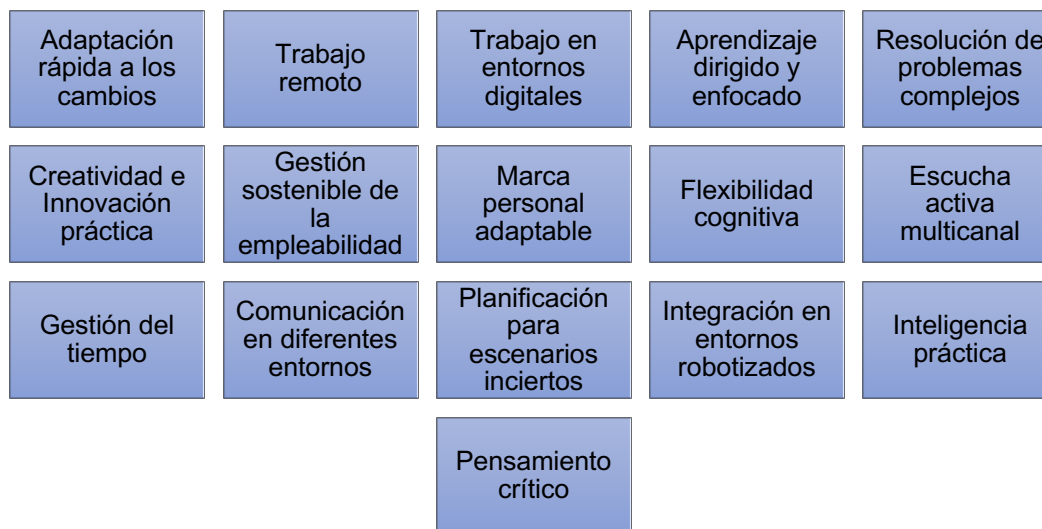 Adaptación
rápida a los
cambios
Trabajo
remoto
Trabajo en
entornos
digitales
Aprendizaje
dirigido y
enfocado
Resolución de
problemas
complejos
Creatividad e
Innovación
práctica
Gestión
sostenible de
la
empleabilidad
Marca
personal
adaptable
Flexibilidad
cognitiva
Escucha
activa
multicanal
Gestión del
tiempo
Comunicación
en diferentes
entornos
Planificación
para
escenarios
inciertos
Integración en
entornos
robotizados
Inteligencia
práctica
Pensamiento
crítico